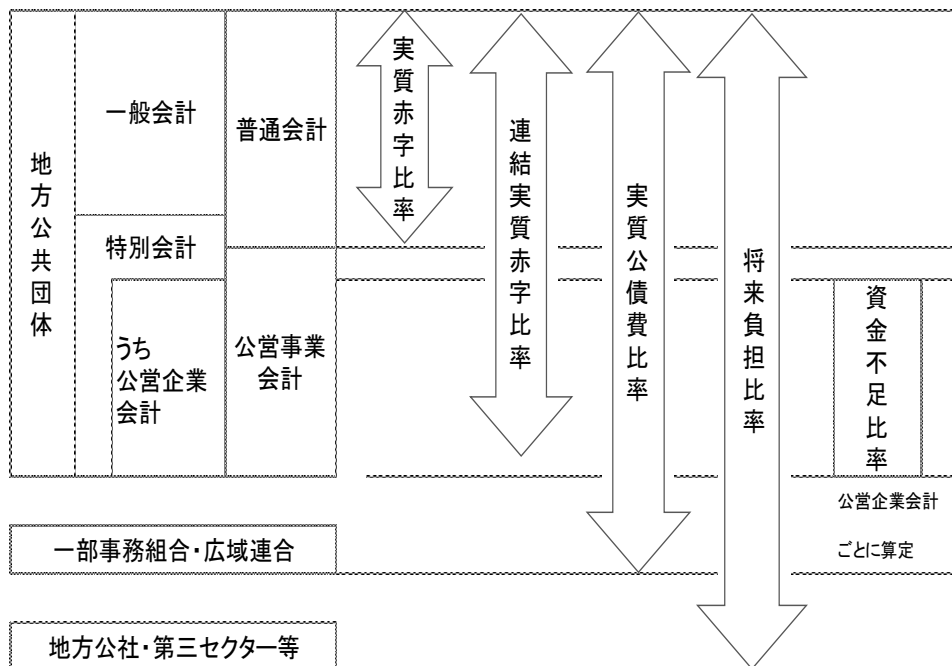 地方公共団体
一般会計
普通会計
特別会計
うち
公営企業
会計
公営事業
会計
実質赤字比率
連結実質赤字比率
実質公債費比率
将来負担比率
資金不足比率
公営企業会計
ごとに算定
一部事務組合・広域連合
地方公社・第三セクター等